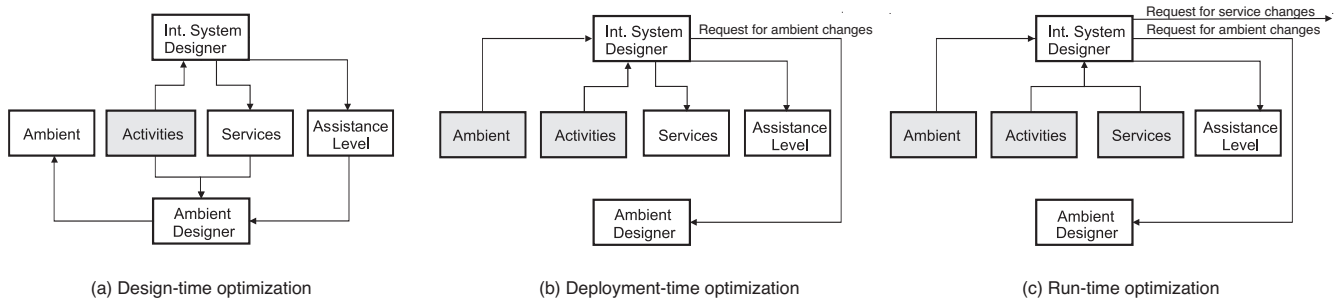 Int. System
Designer
Ambient
Activities
Services
Assistance
Level
Ambient
Designer
(a) Design-time optimization
Int. System
Designer
Request for ambient changes
Ambient
Activities
Services
Assistance
Level
Ambient
Designer
(b) Deployment-time optimization
Int. System
Designer
Request for service changes
Request for ambient changes
Ambient
Activities
Services
Assistance
Level
Ambient
Designer
(c) Run-time optimization